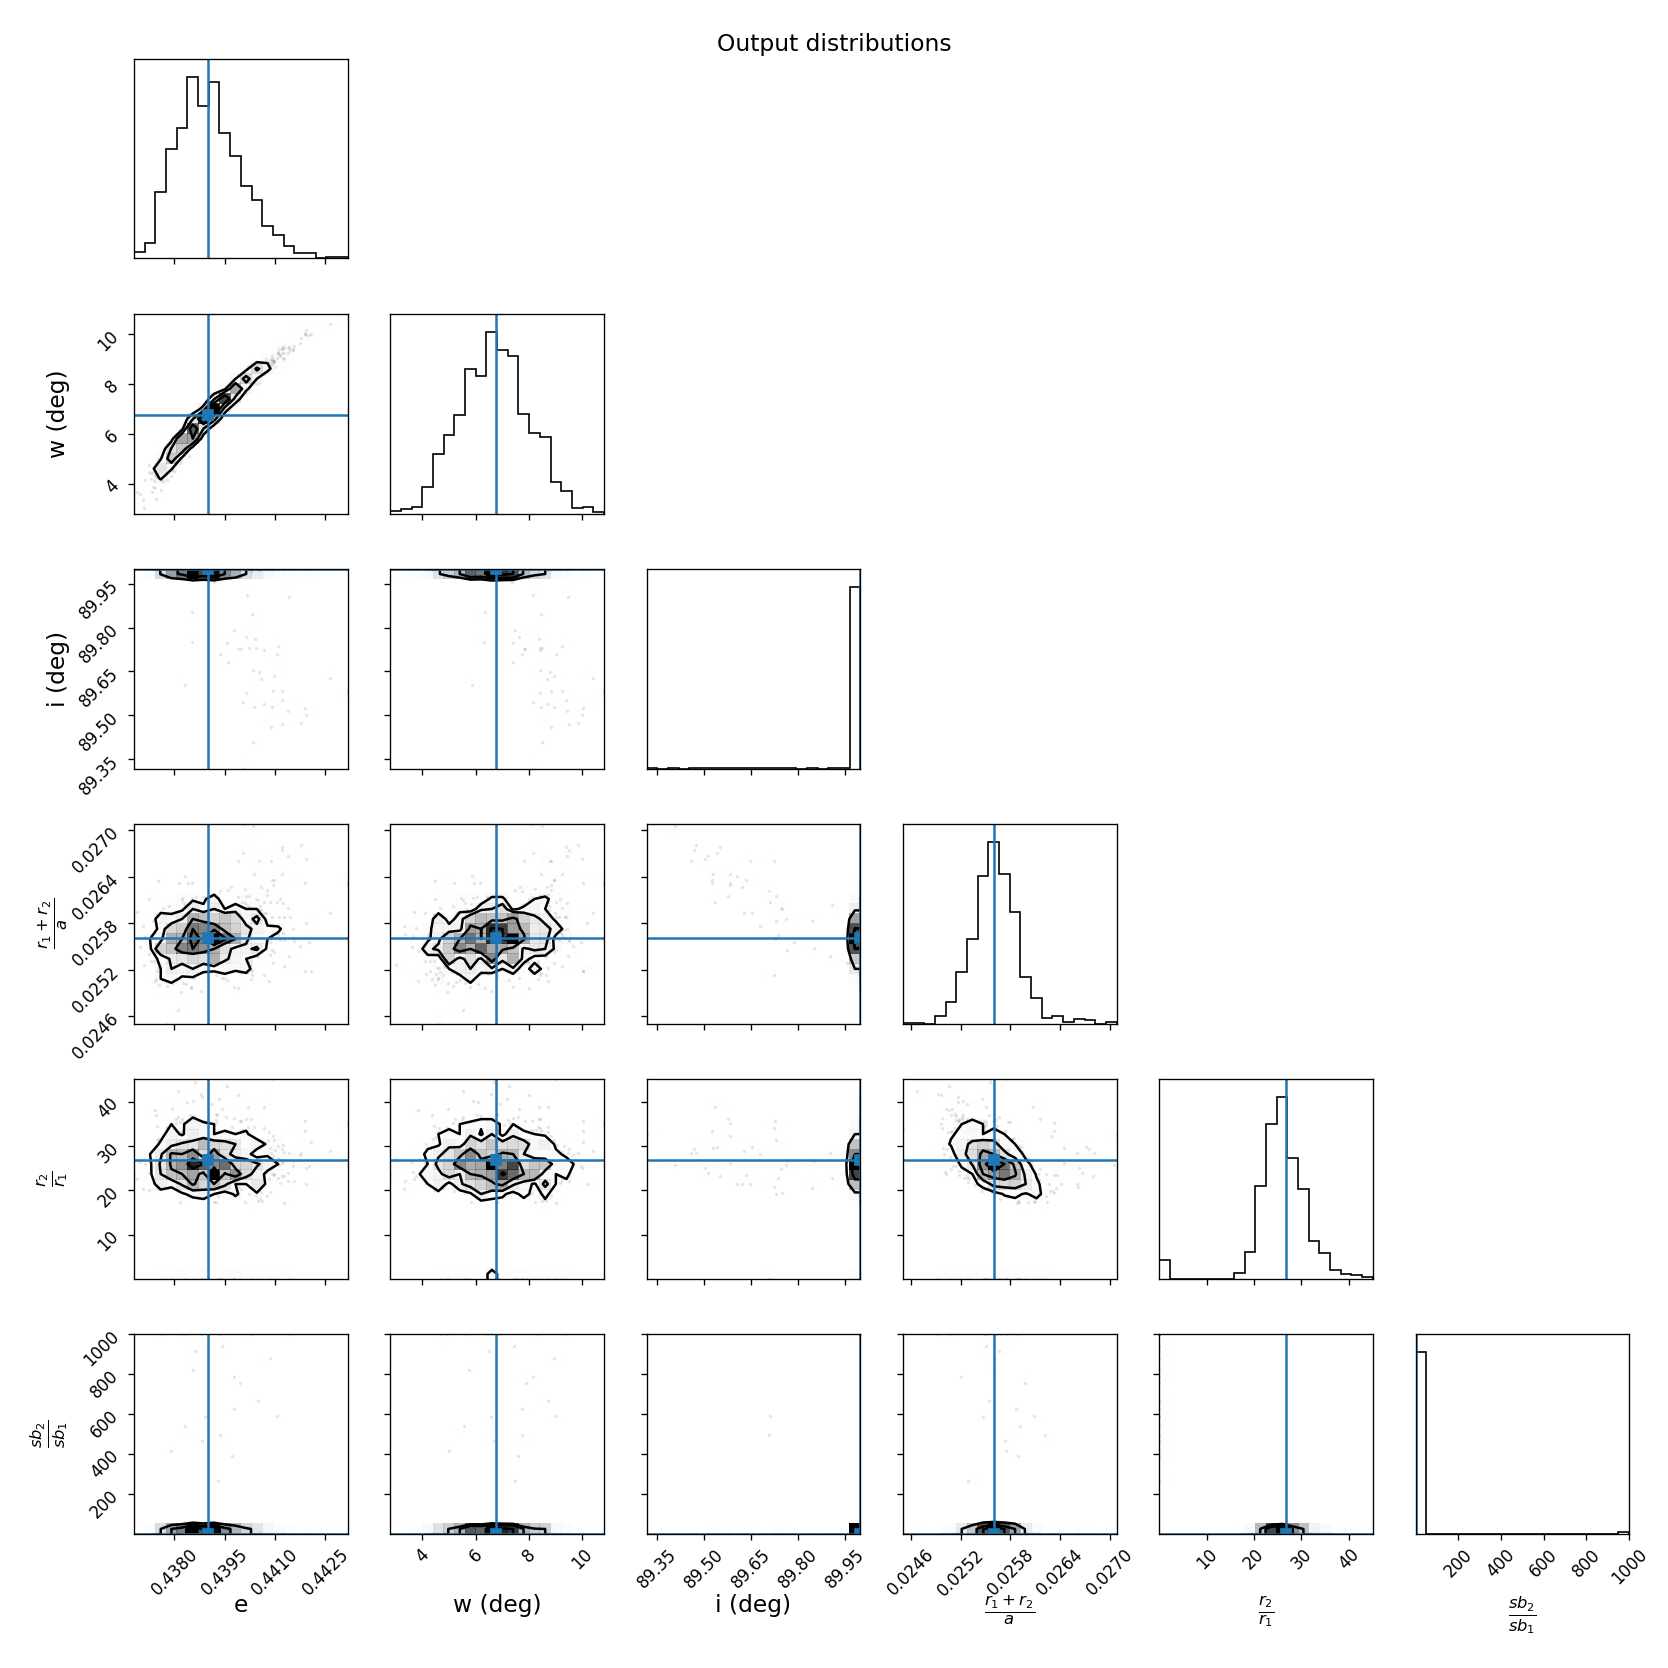 Output distributions
w (deg)
10
8
6
4
i (deg)
89.95
89.80
89.65
89.50
89.35
r₁ + r₂
a
0.0270
0.0264
0.0258
0.0252
0.0246
r₂
r₁
40
30
20
10
sb₂
sb₁
1000
800
600
400
200
0.4380 0.4395 0.4410 0.4425
4 6 8 10
89.35 89.50 89.65 89.80 89.95
0.0246 0.0252 0.0258 0.0264 0.0270
10 20 30 40
200 400 600 800 1000
e
w (deg)
i (deg)
r₁ + r₂
a
r₂
r₁
sb₂
sb₁